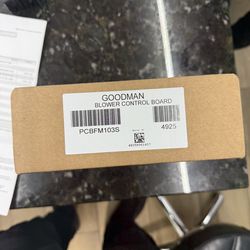 GOODMAN
BLOWER CONTROL BOARD
PCBFM103S
4925